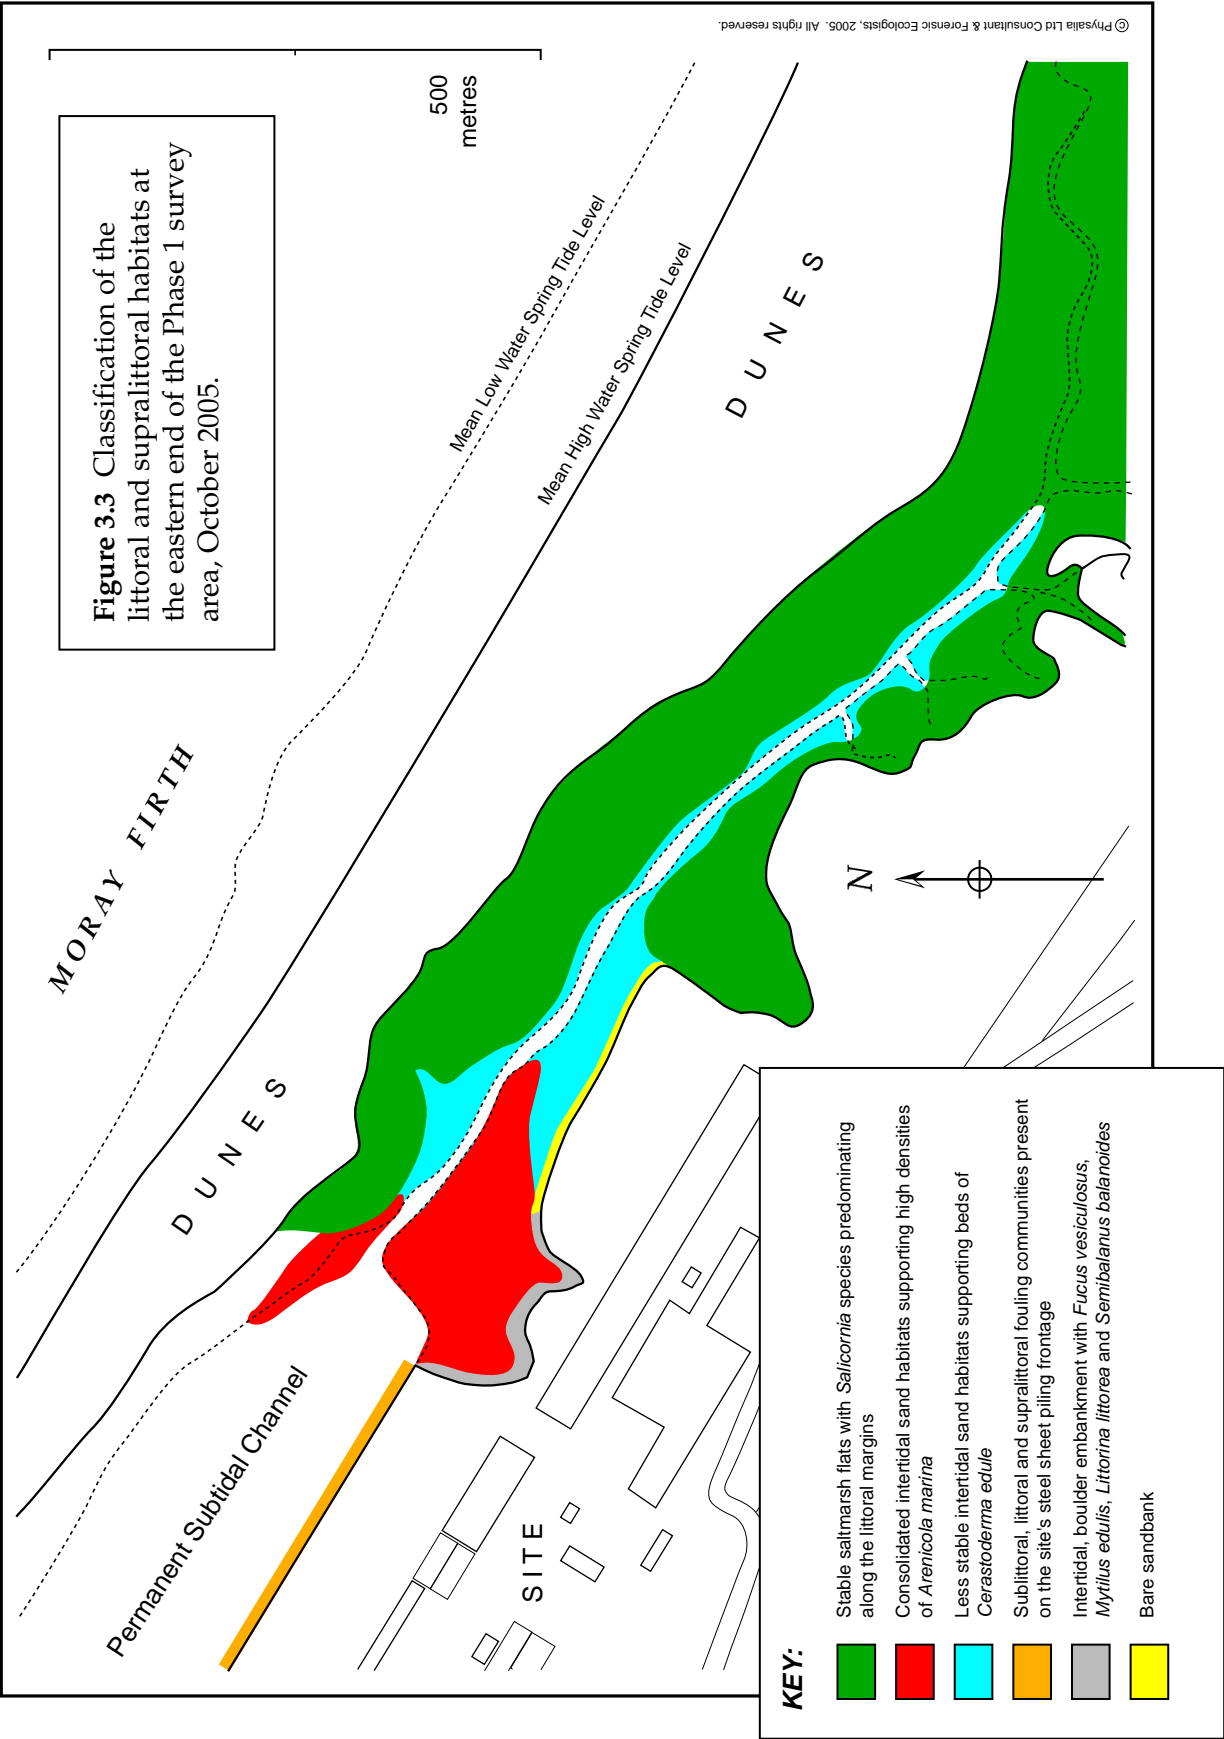 Figure 3.3 Classification of the
littoral and supralittoral habitats at
the eastern end of the Phase 1 survey
area, October 2005.
500
metres
MORAY FIRTH
Mean Low Water Spring Tide Level
Mean High Water Spring Tide Level
DUNES
DUNES
Permanent Subtidal Channel
SITE
N
KEY:
Stable saltmarsh flats with Salicornia species predominating
along the littoral margins
Consolidated intertidal sand habitats supporting high densities
of Arenicola marina
Less stable intertidal sand habitats supporting beds of
Cerastoderma edule
Sublittoral, littoral and supralittoral fouling communities present
on the site's steel sheet piling frontage
Intertidal, boulder embankment with Fucus vesiculosus,
Mytilus edulis, Littorina littorea and Semibalanus balanoides
Bare sandbank
© Physalia Ltd Consultant & Forensic Ecologists, 2005. All rights reserved.